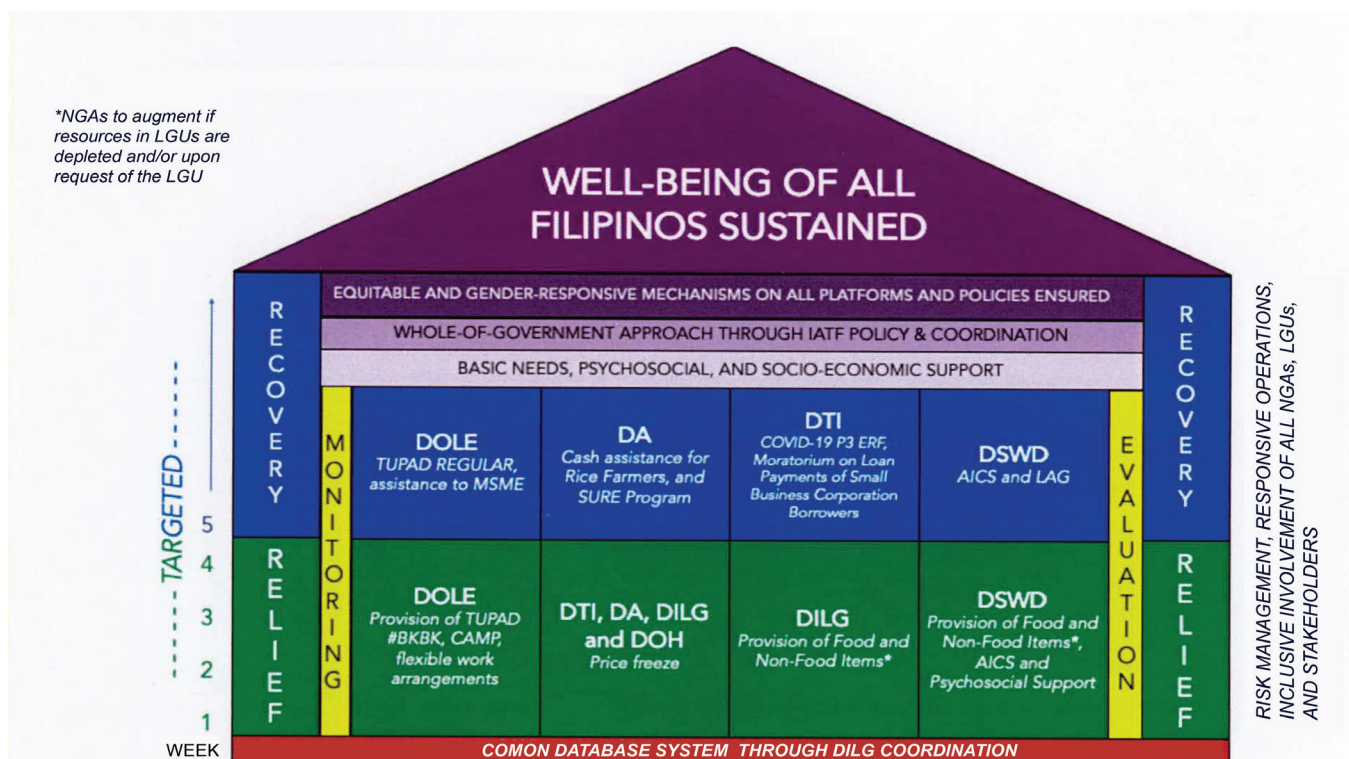 *NGAs to augment if
resources in LGUs are
depleted and/or upon
request of the LGU
WELL-BEING OF ALL
FILIPINOS SUSTAINED
EQUITABLE AND GENDER-RESPONSIVE MECHANISMS ON ALL PLATFORMS AND POLICIES ENSURED
WHOLE-OF-GOVERNMENT APPROACH THROUGH IATF POLICY & COORDINATION
BASIC NEEDS, PSYCHOSOCIAL, AND SOCIO-ECONOMIC SUPPORT
TARGETED
5
4
3
2
1
WEEK
RECOVERY
RELIEF
MONITORING
DOLE
TUPAD REGULAR,
assistance to MSME
DA
Cash assistance for
Rice Farmers, and
SURE Program
DTI
COVID-19 P3 ERF,
Moratorium on Loan
Payments of Small
Business Corporation
Borrowers
DSWD
AICS and LAG
DOLE
Provision of TUPAD
#BKBK, CAMP,
flexible work
arrangements
DTI, DA, DILG
and DOH
Price freeze
DILG
Provision of Food and
Non-Food Items*
DSWD
Provision of Food and
Non-Food Items*,
AICS and
Psychosocial Support
EVALUATION
RECOVERY
RELIEF
RISK MANAGEMENT, RESPONSIVE OPERATIONS,
INCLUSIVE INVOLVEMENT OF ALL NGAs, LGUs,
AND STAKEHOLDERS
COMON DATABASE SYSTEM THROUGH DILG COORDINATION